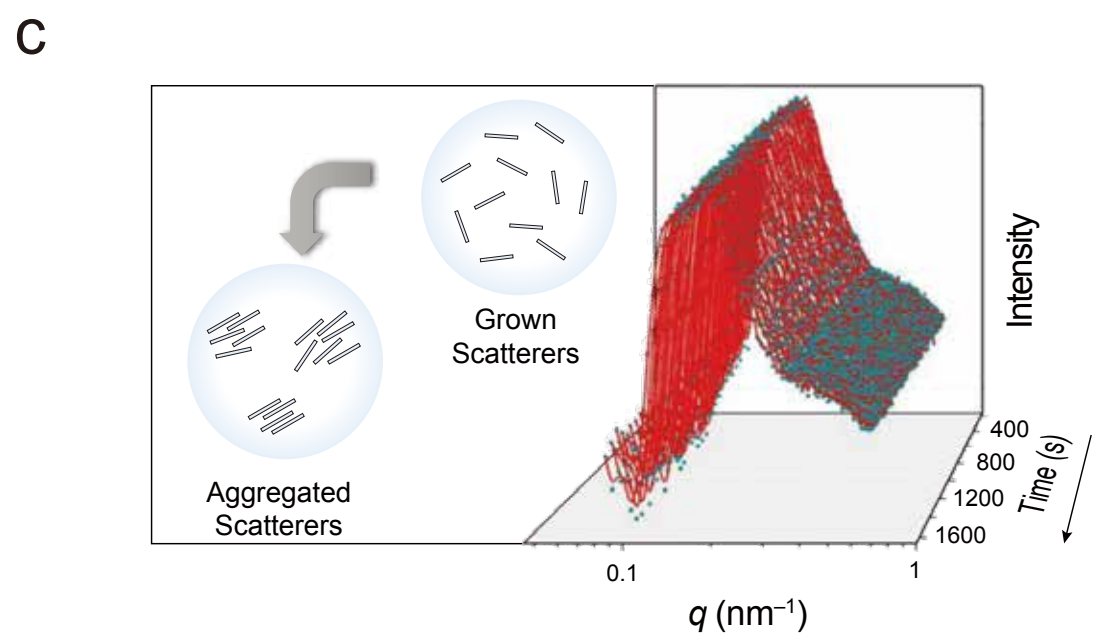 C
Grown
Scatterers
Aggregated
Scatterers
Intensity
400
800
1200
1600
Time (s)
0.1
1
q (nm⁻¹)